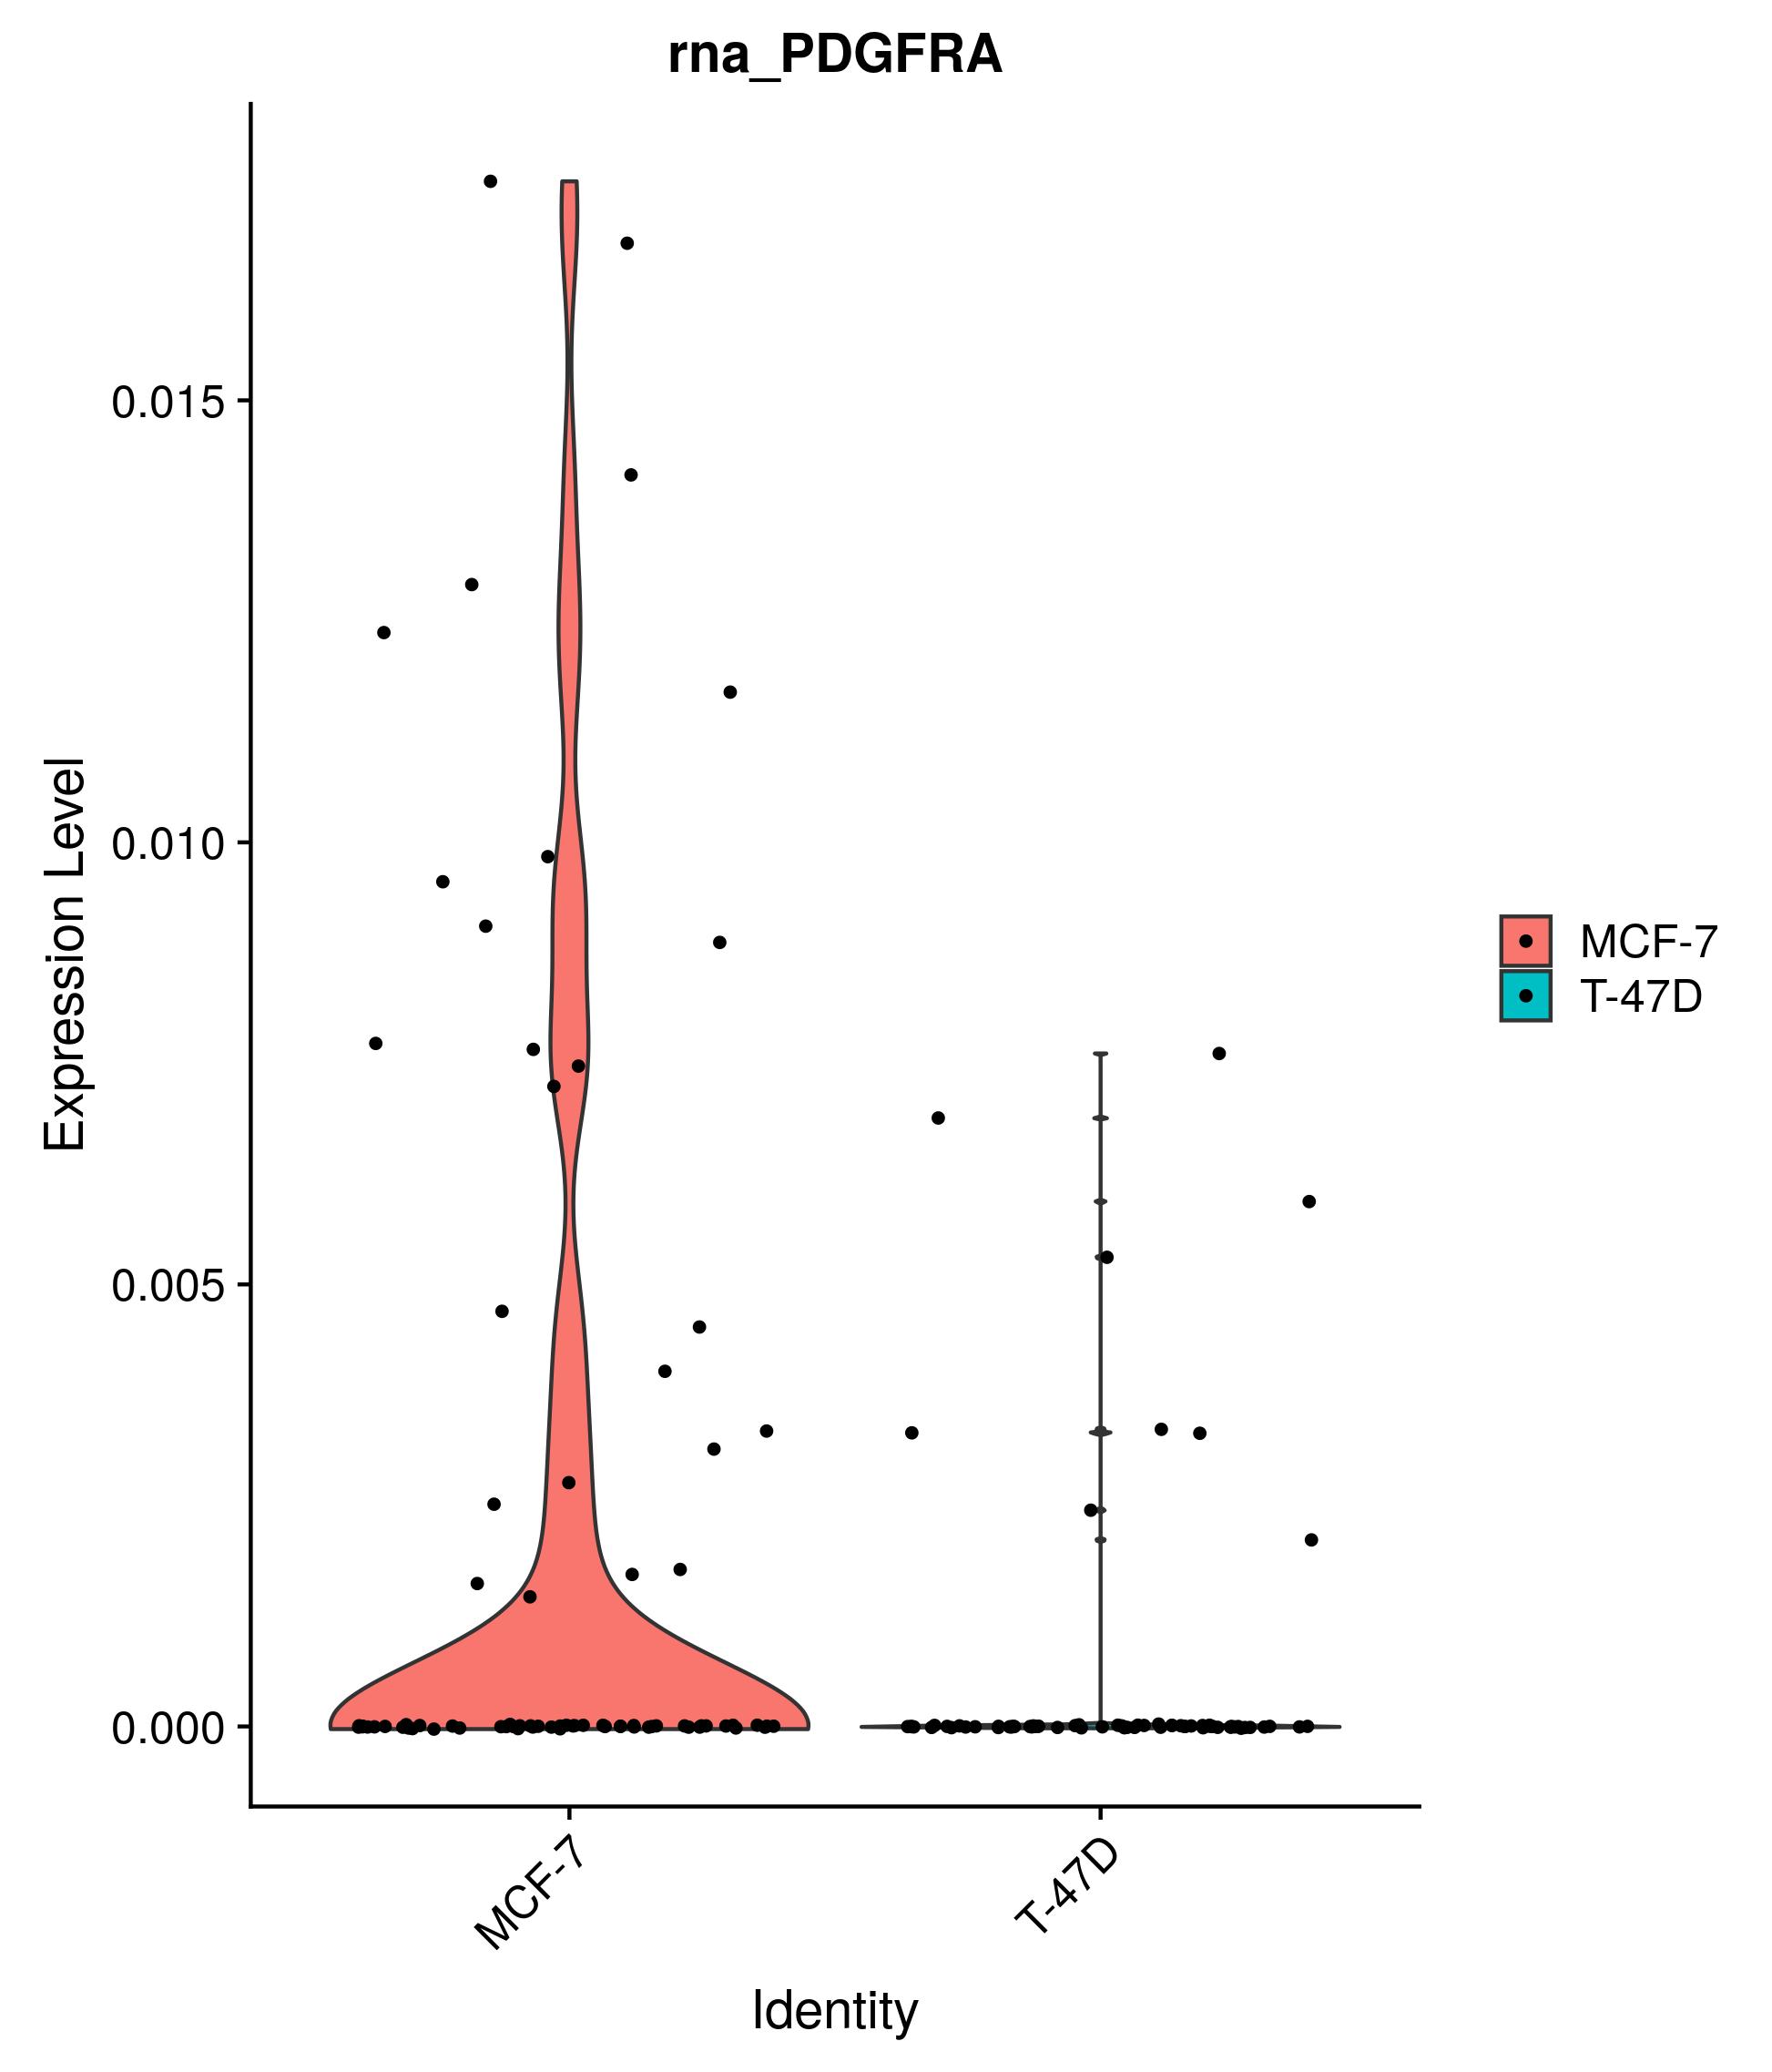 rna_PDGFRA
Expression Level
0.015
0.010
0.005
0.000
MCF-7
T-47D
Identity
MCF-7
T-47D